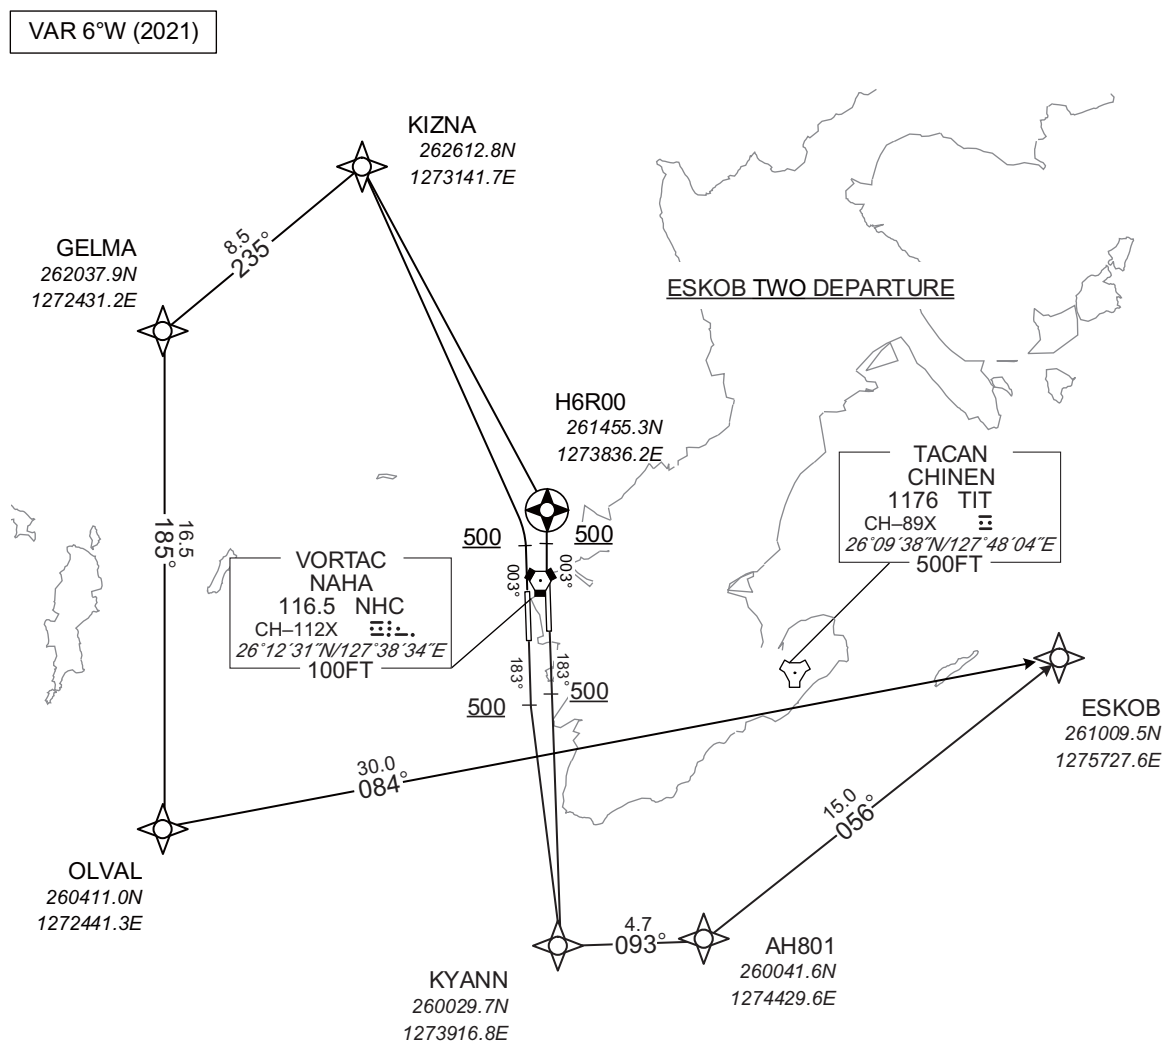 VAR 6°W (2021)
KIZNA
262612.8N
1273141.7E
8.5
235°
GELMA
262037.9N
1272431.2E
ESKOB TWO DEPARTURE
H6R00
261455.3N
1273836.2E
TACAN
CHINEN
1176 TIT
CH–89X
26°09´38˝N/127°48´04˝E
500FT
16.5
185°
500
500
003°
003°
VORTAC
NAHA
116.5 NHC
CH–112X
26°12´31˝N/127°38´34˝E
100FT
183°
183°
500
500
ESKOB
261009.5N
1275727.6E
30.0
084°
15.0
056°
OLVAL
260411.0N
1272441.3E
4.7
093°
AH801
260041.6N
1274429.6E
KYANN
260029.7N
1273916.8E